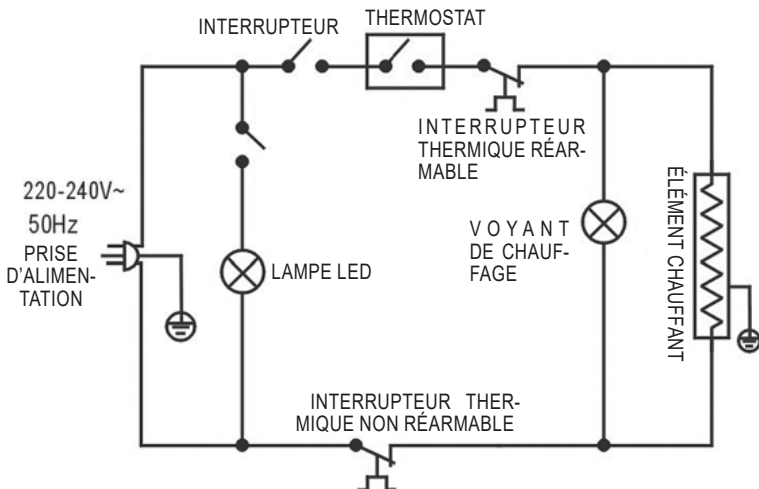 INTERRUPTEUR
THERMOSTAT
INTERRUPTEUR
THERMIQUE RÉAR-
MABLE
220-240V~
50Hz
PRISE
D'ALIMEN-
TATION
LAMPE LED
VOYANT
DE CHAUF-
FAGE
ÉLÉMENT CHAUFFANT
INTERRUPTEUR THER-
MIQUE NON RÉARMABLE